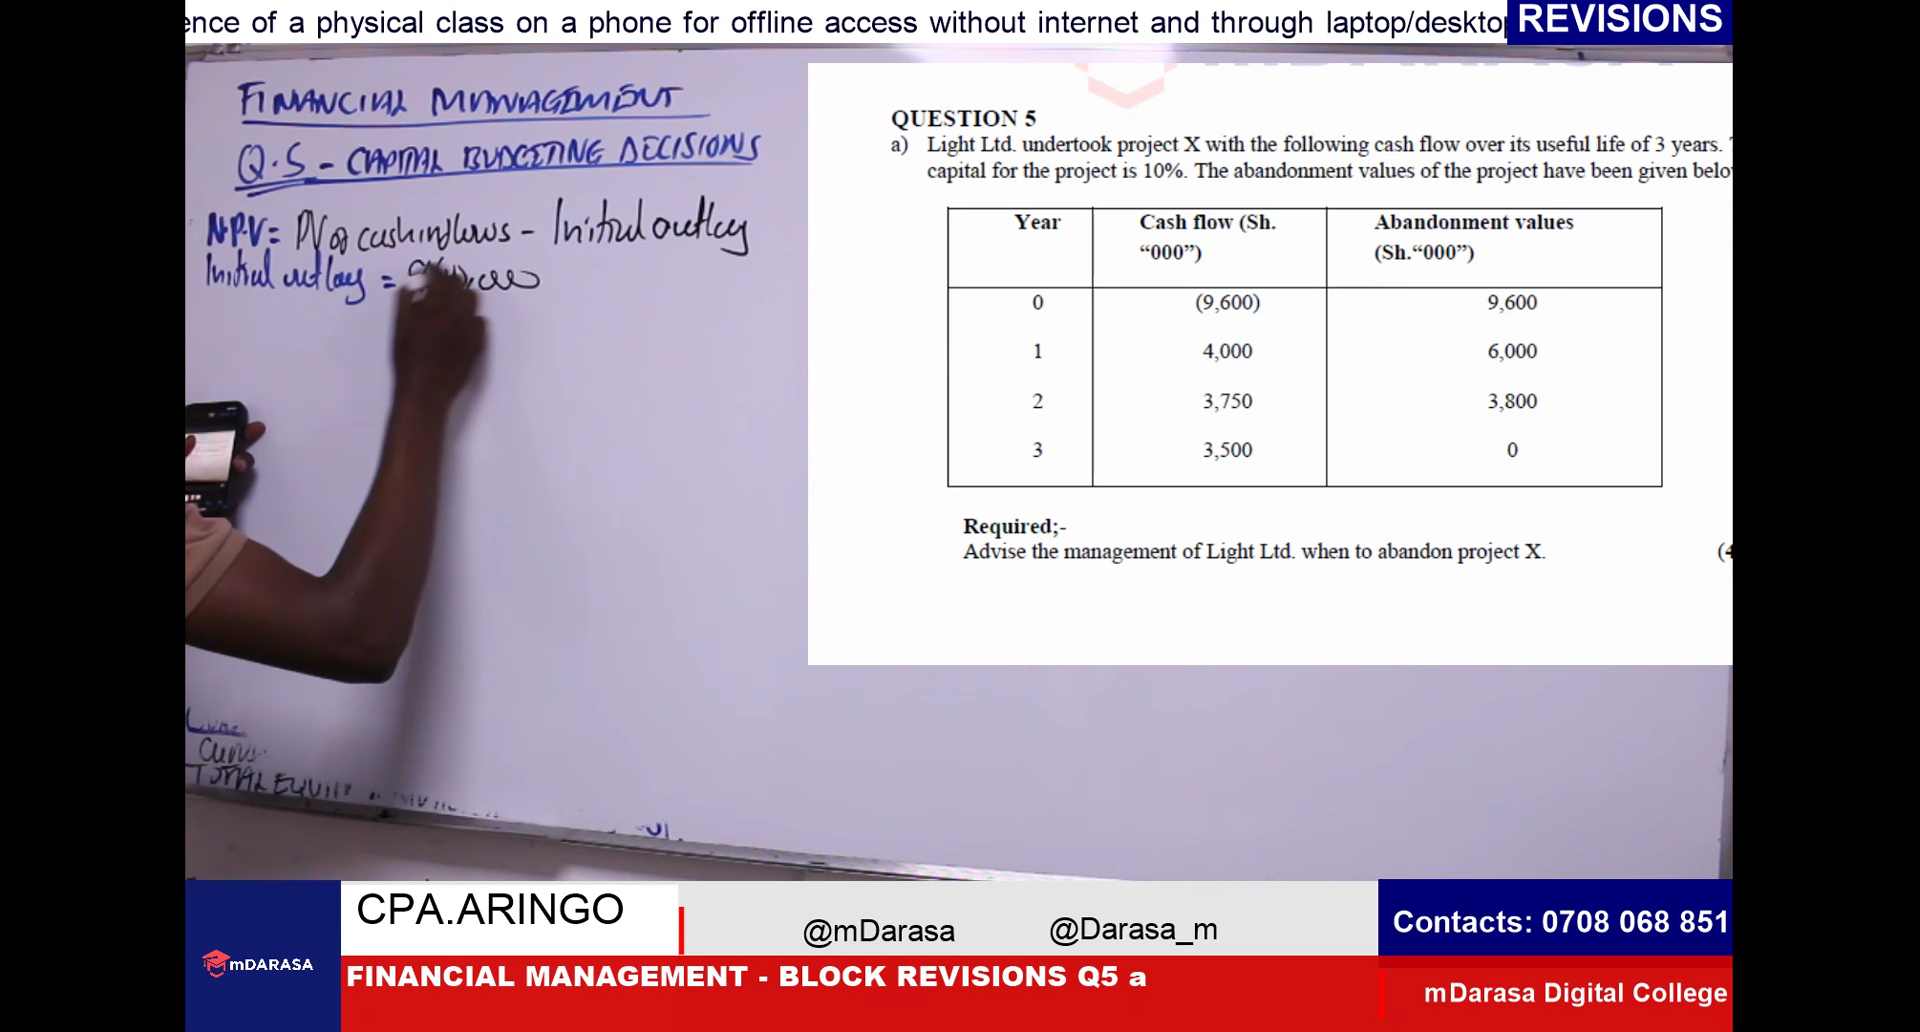 ence of a physical class on a phone for offline access without internet and through laptop/deskto
REVISIONS
FINANCIAL MANAGEMENT
Q.5 - CAPITAL BUDGETING DECISIONS
N.P.V = PV of cash inflows - Initial outlay
Initial outlay =
QUESTION 5
a) Light Ltd. undertook project X with the following cash flow over its useful life of 3 years.
capital for the project is 10%. The abandonment values of the project have been given belo
Year Cash flow (Sh. “000”) Abandonment values (Sh.“000”)
0 (9,600) 9,600
1 4,000 6,000
2 3,750 3,800
3 3,500 0
Required;-
Advise the management of Light Ltd. when to abandon project X. (4
TOTAL EQUITY
CPA.ARINGO
@mDarasa @Darasa_m
Contacts: 0708 068 851
mDARASA
FINANCIAL MANAGEMENT - BLOCK REVISIONS Q5 a
mDarasa Digital College